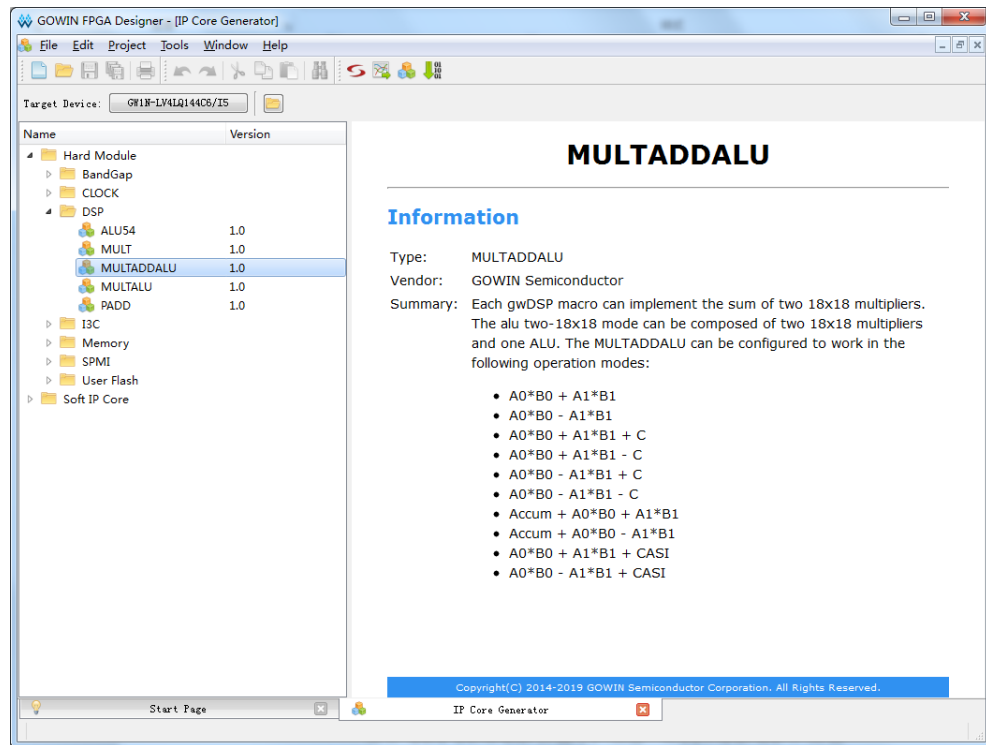 GOWIN FPGA Designer - [IP Core Generator]
File Edit Project Tools Window Help
Target Device: GW1N-LV4LQ144C6/I5
Name Version
Hard Module
BandGap
CLOCK
DSP
ALU54 1.0
MULT 1.0
MULTADDALU 1.0
MULTALU 1.0
PADD 1.0
I3C
Memory
SPMI
User Flash
Soft IP Core
MULTADDALU
Information
Type: MULTADDALU
Vendor: GOWIN Semiconductor
Summary: Each gwDSP macro can implement the sum of two 18x18 multipliers.
The alu two-18x18 mode can be composed of two 18x18 multipliers
and one ALU. The MULTADDALU can be configured to work in the
following operation modes:
• A0*B0 + A1*B1
• A0*B0 - A1*B1
• A0*B0 + A1*B1 + C
• A0*B0 + A1*B1 - C
• A0*B0 - A1*B1 + C
• A0*B0 - A1*B1 - C
• Accum + A0*B0 + A1*B1
• Accum + A0*B0 - A1*B1
• A0*B0 + A1*B1 + CASI
• A0*B0 - A1*B1 + CASI
Copyright(C) 2014-2019 GOWIN Semiconductor Corporation. All Rights Reserved.
Start Page IP Core Generator